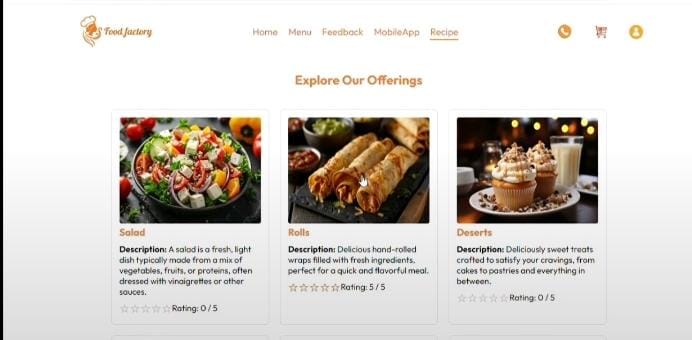 Food factory
Home Menu Feedback MobileApp Recipe
Explore Our Offerings
Salad
Description: A salad is a fresh, light
dish typically made from a mix of
vegetables, fruits, or proteins, often
dressed with vinaigrettes or other
sauces.
☆☆☆☆☆Rating: 0 / 5
Rolls
Description: Delicious hand-rolled
wraps filled with fresh ingredients,
perfect for a quick and flavorful meal.
☆☆☆☆☆Rating: 5 / 5
Deserts
Description: Deliciously sweet treats
crafted to satisfy your cravings, from
cakes to pastries and everything in
between.
☆☆☆☆☆Rating: 0 / 5